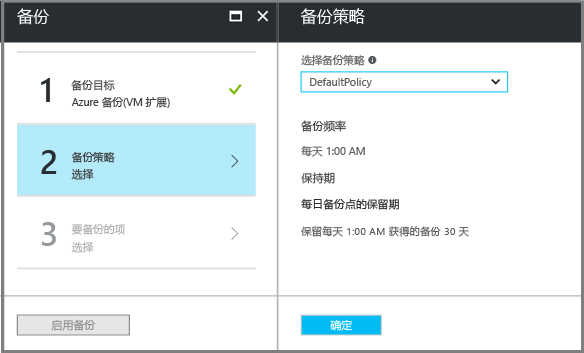 备份
1
备份目标
Azure 备份(VM 扩展)
2
备份策略
选择
3
要备份的项
选择
启用备份
备份策略
选择备份策略
DefaultPolicy
备份频率
每天 1:00 AM
保持期
每日备份点的保留期
保留每天 1:00 AM 获得的备份 30 天
确定